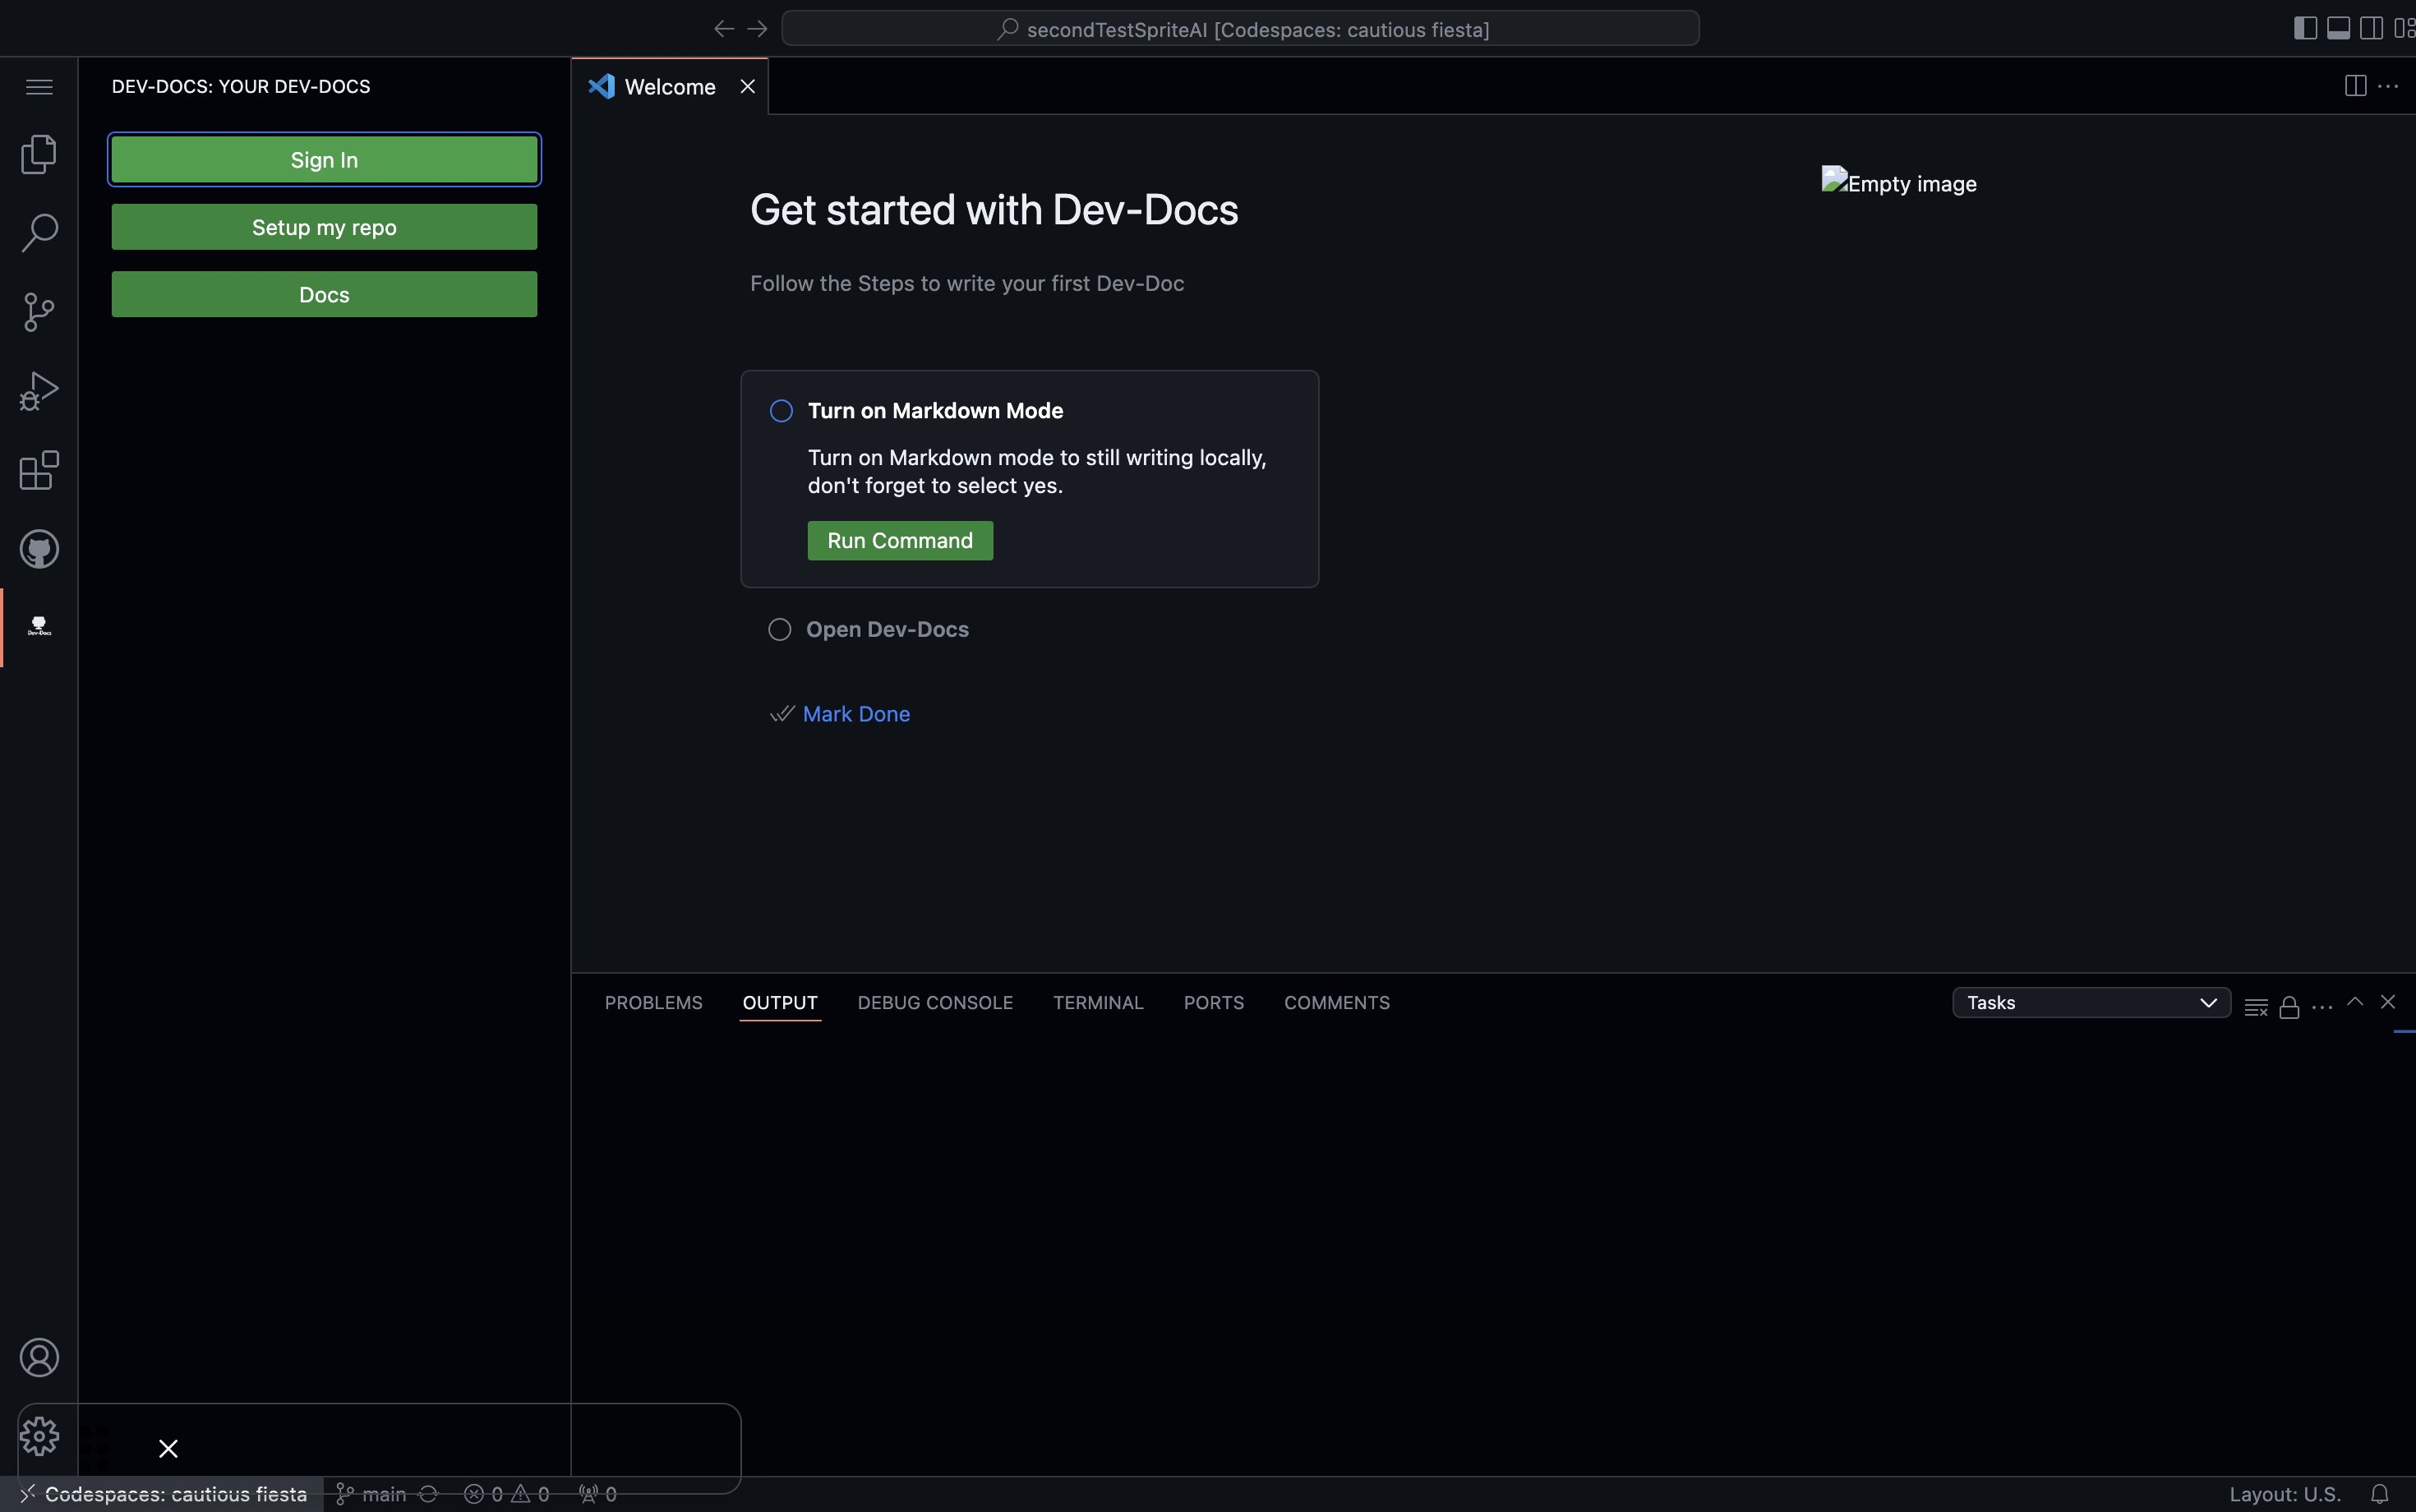 secondTestSpriteAI [Codespaces: cautious fiesta]
DEV-DOCS: YOUR DEV-DOCS
Sign In
Setup my repo
Docs
Dev-Docs
Welcome
Get started with Dev-Docs
Follow the Steps to write your first Dev-Doc
Empty image
Turn on Markdown Mode
Turn on Markdown mode to still writing locally,
don't forget to select yes.
Run Command
Open Dev-Docs
Mark Done
PROBLEMS OUTPUT DEBUG CONSOLE TERMINAL PORTS COMMENTS Tasks
Codespaces: cautious fiesta main 0 0 0 Layout: U.S.